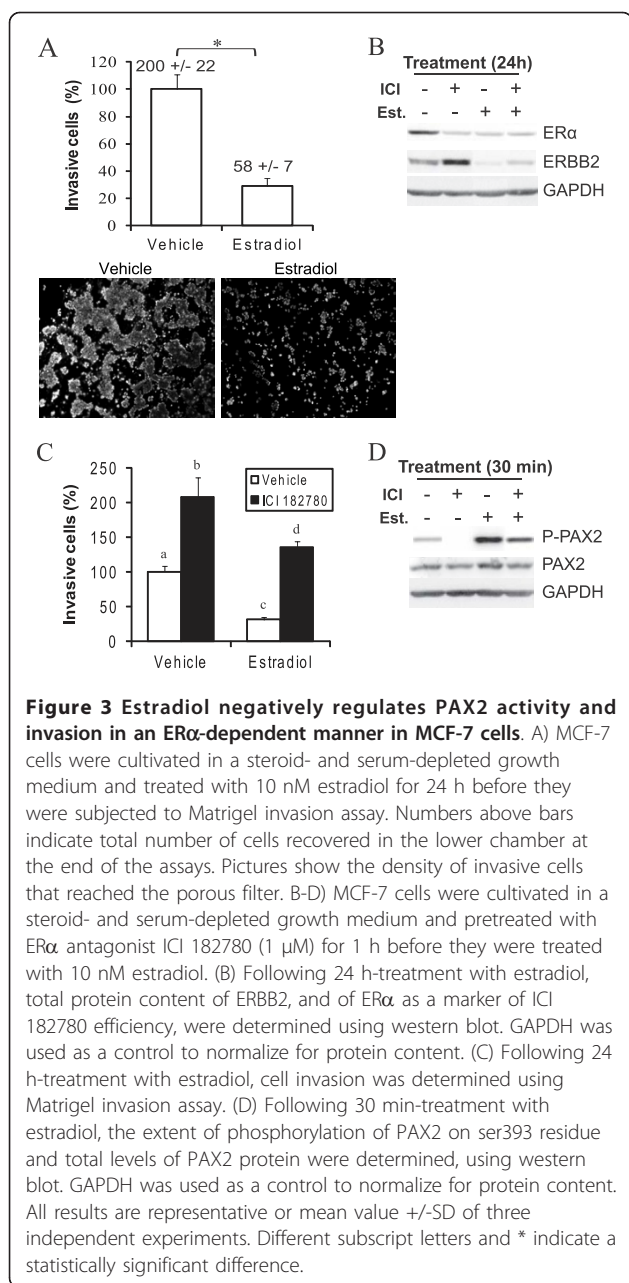 A
*
200 +/- 22
58 +/- 7
Invasive cells (%)
120
100
80
60
40
20
0
Vehicle Estradiol
Vehicle Estradiol
B
Treatment (24h)
ICI - + - +
Est. - - + +
ERα
ERBB2
GAPDH
C
Invasive cells (%)
250
200
150
100
50
0
a
b
c
d
Vehicle
ICI 182780
Vehicle Estradiol
D
Treatment (30 min)
ICI - + - +
Est. - - + +
P-PAX2
PAX2
GAPDH
Figure 3 Estradiol negatively regulates PAX2 activity and
invasion in an ERα-dependent manner in MCF-7 cells. A) MCF-7
cells were cultivated in a steroid- and serum-depleted growth
medium and treated with 10 nM estradiol for 24 h before they
were subjected to Matrigel invasion assay. Numbers above bars
indicate total number of cells recovered in the lower chamber at
the end of the assays. Pictures show the density of invasive cells
that reached the porous filter. B-D) MCF-7 cells were cultivated in a
steroid- and serum-depleted growth medium and pretreated with
ERα antagonist ICI 182780 (1 μM) for 1 h before they were treated
with 10 nM estradiol. (B) Following 24 h-treatment with estradiol,
total protein content of ERBB2, and of ERα as a marker of ICI
182780 efficiency, were determined using western blot. GAPDH was
used as a control to normalize for protein content. (C) Following 24
h-treatment with estradiol, cell invasion was determined using
Matrigel invasion assay. (D) Following 30 min-treatment with
estradiol, the extent of phosphorylation of PAX2 on ser393 residue
and total levels of PAX2 protein were determined, using western
blot. GAPDH was used as a control to normalize for protein content.
All results are representative or mean value +/-SD of three
independent experiments. Different subscript letters and * indicate a
statistically significant difference.